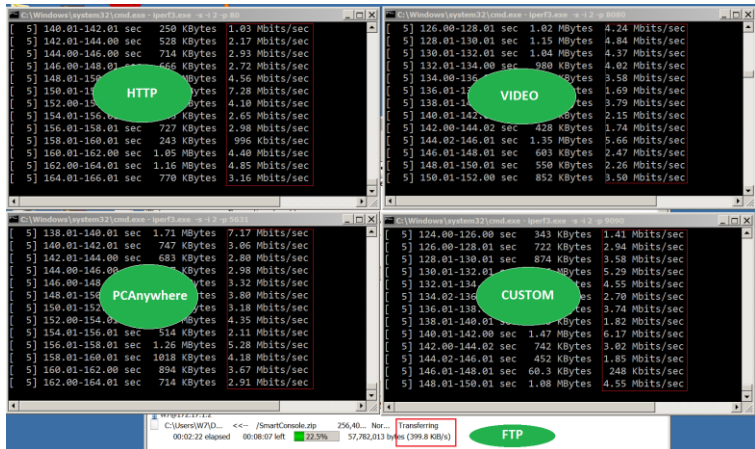 C:\Windows\system32\cmd.exe - iperf3.exe -s -i 2 -p 80
[  5] 140.01-142.01 sec   250 KBytes  1.03 Mbits/sec
[  5] 142.01-144.00 sec   528 KBytes  2.17 Mbits/sec
[  5] 144.00-146.00 sec   714 KBytes  2.93 Mbits/sec
[  5] 146.00-148.01 sec   666 KBytes  2.72 Mbits/sec
[  5] 148.01-150 4.56 Mbits/sec
[  5] 150.01-15 7.28 Mbits/sec
[  5] 152.00-15 4.10 Mbits/sec
[  5] 154.01-156. KBytes  2.65 Mbits/sec
[  5] 156.01-158.01 sec   727 KBytes  2.98 Mbits/sec
[  5] 158.01-160.01 sec   243 KBytes   996 Kbits/sec
[  5] 160.01-162.00 sec  1.05 MBytes  4.40 Mbits/sec
[  5] 162.00-164.01 sec  1.16 MBytes  4.85 Mbits/sec
[  5] 164.01-166.01 sec   770 KBytes  3.16 Mbits/sec
HTTP
C:\Windows\system32\cmd.exe - iperf3.exe -s -i 2 -p 8080
[  5] 126.00-128.01 sec  1.02 MBytes  4.24 Mbits/sec
[  5] 128.01-130.01 sec  1.15 MBytes  4.84 Mbits/sec
[  5] 130.01-132.01 sec  1.04 MBytes  4.37 Mbits/sec
[  5] 132.01-134.00 sec   980 KBytes  4.02 Mbits/sec
[  5] 134.00-136 3.58 Mbits/sec
[  5] 136.01-13 1.69 Mbits/sec
[  5] 138.01-14 3.79 Mbits/sec
[  5] 140.01-142. 2.15 Mbits/sec
[  5] 142.00-144.02 sec   428 KBytes  1.74 Mbits/sec
[  5] 144.02-146.01 sec  1.35 MBytes  5.66 Mbits/sec
[  5] 146.01-148.01 sec   603 KBytes  2.47 Mbits/sec
[  5] 148.01-150.01 sec   550 KBytes  2.26 Mbits/sec
[  5] 150.01-152.00 sec   852 KBytes  3.50 Mbits/sec
VIDEO
C:\Windows\system32\cmd.exe - iperf3.exe -s -i 2 -p 5631
[  5] 138.01-140.01 sec  1.71 MBytes  7.17 Mbits/sec
[  5] 140.01-142.01 sec   747 KBytes  3.06 Mbits/sec
[  5] 142.01-144.00 sec   683 KBytes  2.80 Mbits/sec
[  5] 144.00-146.00 KBytes  2.98 Mbits/sec
[  5] 146.00-148 3.32 Mbits/sec
[  5] 148.01-150 3.80 Mbits/sec
[  5] 150.01-152 3.18 Mbits/sec
[  5] 152.00-154.01 4.35 Mbits/sec
[  5] 154.01-156.01 sec   514 KBytes  2.11 Mbits/sec
[  5] 156.01-158.01 sec  1.26 MBytes  5.28 Mbits/sec
[  5] 158.01-160.01 sec  1018 KBytes  4.18 Mbits/sec
[  5] 160.01-162.00 sec   894 KBytes  3.67 Mbits/sec
[  5] 162.00-164.01 sec   714 KBytes  2.91 Mbits/sec
PCAnywhere
C:\Windows\system32\cmd.exe - iperf3.exe -s -i 2 -p 9090
[  5] 124.00-126.00 sec   343 KBytes  1.41 Mbits/sec
[  5] 126.00-128.01 sec   722 KBytes  2.94 Mbits/sec
[  5] 128.01-130.01 sec   874 KBytes  3.58 Mbits/sec
[  5] 130.01-132.01 5.29 Mbits/sec
[  5] 132.01-134 4.55 Mbits/sec
[  5] 134.02-136 2.70 Mbits/sec
[  5] 136.01-138 3.74 Mbits/sec
[  5] 138.01-140.01 1.82 Mbits/sec
[  5] 140.01-142.00 sec  1.47 MBytes  6.17 Mbits/sec
[  5] 142.00-144.02 sec   742 KBytes  3.02 Mbits/sec
[  5] 144.02-146.01 sec   452 KBytes  1.85 Mbits/sec
[  5] 146.01-148.01 sec  60.3 KBytes   248 Kbits/sec
[  5] 148.01-150.01 sec  1.08 MBytes  4.55 Mbits/sec
CUSTOM
W7@172.17.1.2
C:\Users\W7\D... <<-- /SmartConsole.zip 256,40... Nor... Transferring
00:02:22 elapsed 00:08:07 left 22.5% 57,782,013 bytes (399.8 KiB/s)
FTP